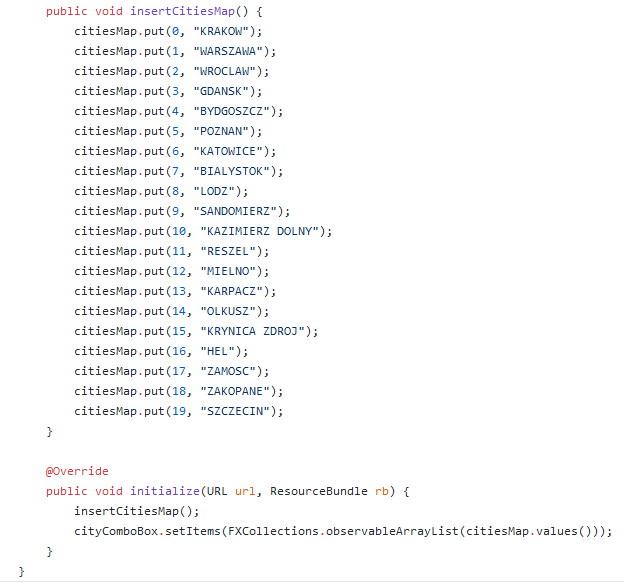 public void insertCitiesMap() {
citiesMap.put(0, "KRAKOW");
citiesMap.put(1, "WARSZAWA");
citiesMap.put(2, "WROCLAW");
citiesMap.put(3, "GDANSK");
citiesMap.put(4, "BYDGOSZCZ");
citiesMap.put(5, "POZNAN");
citiesMap.put(6, "KATOWICE");
citiesMap.put(7, "BIALYSTOK");
citiesMap.put(8, "LODZ");
citiesMap.put(9, "SANDOMIERZ");
citiesMap.put(10, "KAZIMIERZ DOLNY");
citiesMap.put(11, "RESZEL");
citiesMap.put(12, "MIELNO");
citiesMap.put(13, "KARPACZ");
citiesMap.put(14, "OLKUSZ");
citiesMap.put(15, "KRYNICA ZDROJ");
citiesMap.put(16, "HEL");
citiesMap.put(17, "ZAMOSC");
citiesMap.put(18, "ZAKOPANE");
citiesMap.put(19, "SZCZECIN");
}
@Override
public void initialize(URL url, ResourceBundle rb) {
insertCitiesMap();
cityComboBox.setItems(FXCollections.observableArrayList(citiesMap.values()));
}
}